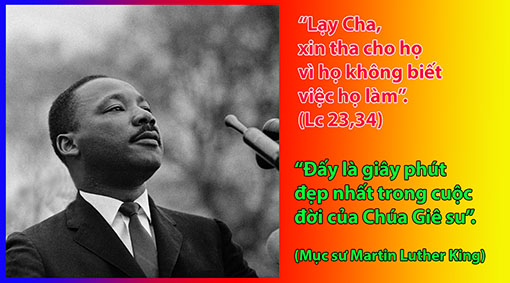 “Lạy Cha,
xin tha cho họ
vì họ không biết
việc họ làm”.
(Lc 23,34)
“Đấy là giây phút
đẹp nhất trong cuộc
đời của Chúa Giê su”.
(Mục sư Martin Luther King)